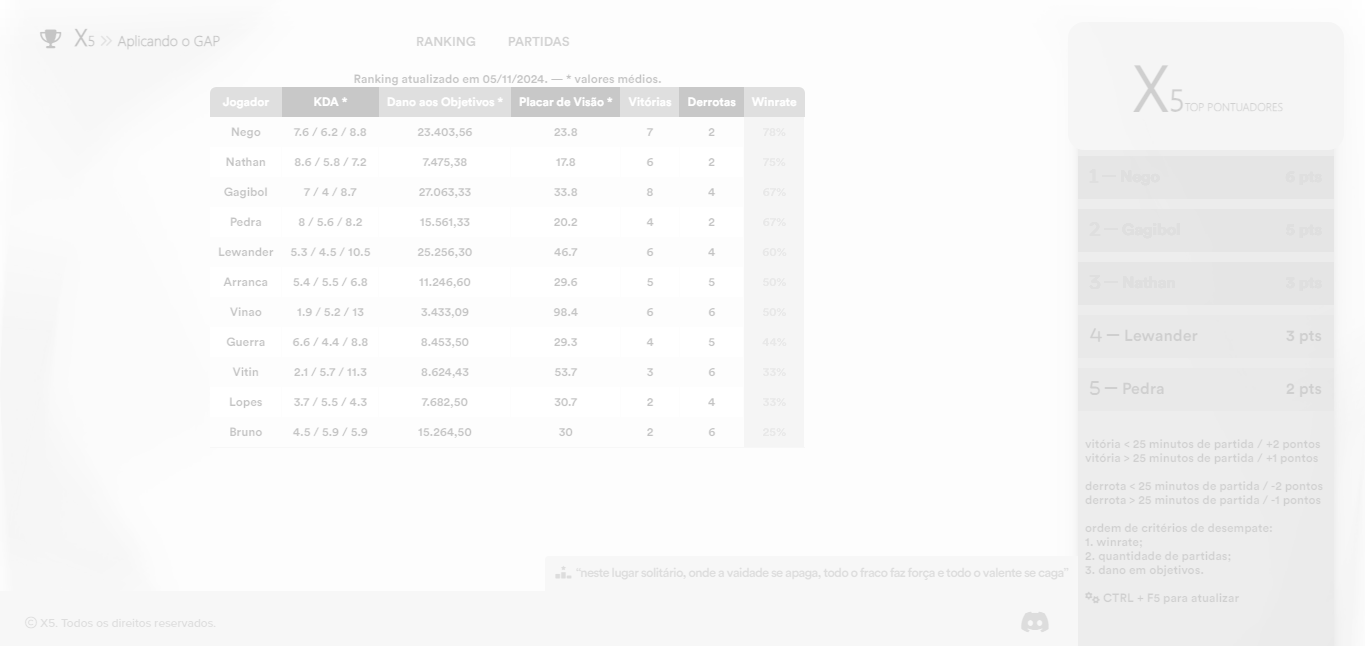 X5 » Aplicando o GAP
RANKING PARTIDAS
Ranking atualizado em 05/11/2024. — * valores médios.
Jogador KDA * Dano aos Objetivos * Placar de Visão * Vitórias Derrotas Winrate
Nego 7.6 / 6.2 / 8.8 23.403,56 23.8 7 2 78%
Nathan 8.6 / 5.8 / 7.2 7.475,38 17.8 6 2 75%
Gagibol 7 / 4 / 8.7 27.063,33 33.8 8 4 67%
Pedra 8 / 5.6 / 8.2 15.561,33 20.2 4 2 67%
Lewander 5.3 / 4.5 / 10.5 25.256,30 46.7 6 4 60%
Arranca 5.4 / 5.5 / 6.8 11.246,60 29.6 5 5 50%
Vinao 1.9 / 5.2 / 13 3.433,09 98.4 6 6 50%
Guerra 6.6 / 4.4 / 8.8 8.453,50 29.3 4 5 44%
Vitin 2.1 / 5.7 / 11.3 8.624,43 53.7 3 6 33%
Lopes 3.7 / 5.5 / 4.3 7.682,50 30.7 2 4 33%
Bruno 4.5 / 5.9 / 5.9 15.264,50 30 2 6 25%
X5 TOP PONTUADORES
1 — Nego 6 pts
2 — Gagibol 5 pts
3 — Nathan 3 pts
4 — Lewander 3 pts
5 — Pedra 2 pts
vitória < 25 minutos de partida / +2 pontos
vitória > 25 minutos de partida / +1 pontos
derrota < 25 minutos de partida / -2 pontos
derrota > 25 minutos de partida / -1 pontos
ordem de critérios de desempate:
1. winrate;
2. quantidade de partidas;
3. dano em objetivos.
CTRL + F5 para atualizar
"neste lugar solitário, onde a vaidade se apaga, todo o fraco faz força e todo o valente se caga"
© X5. Todos os direitos reservados.